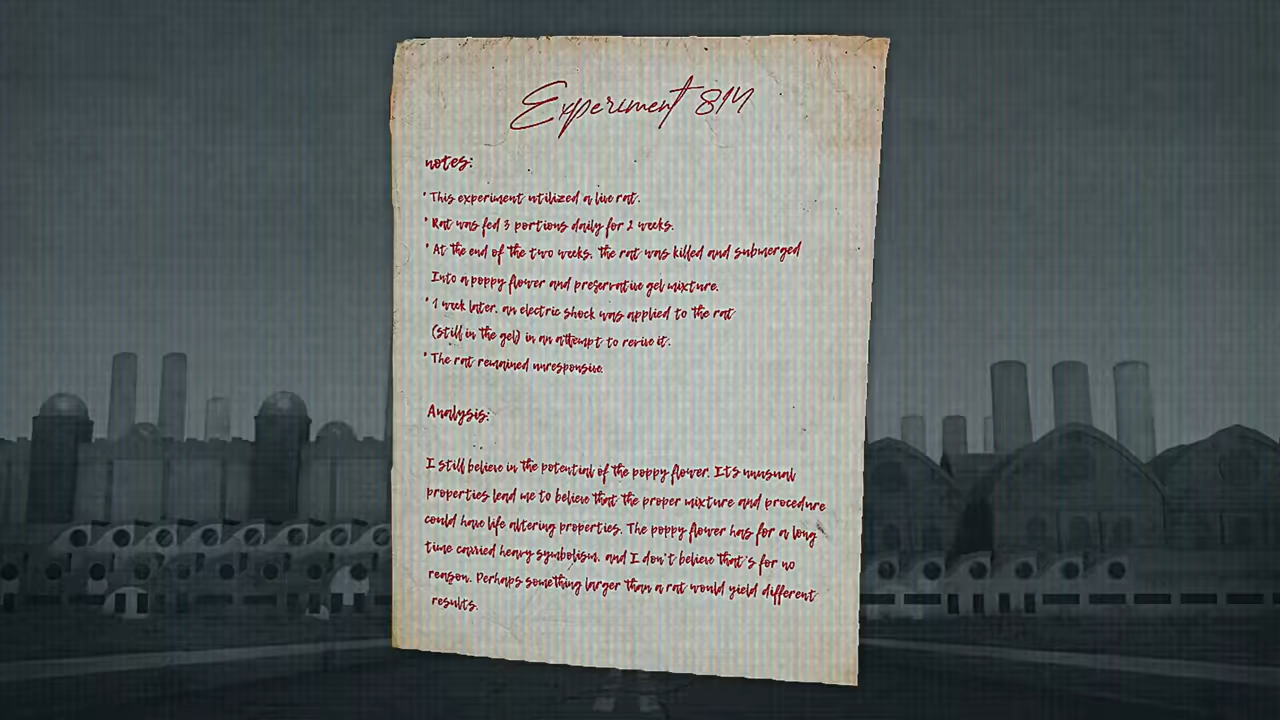 Experiment 814
notes:
* This experiment utilized a live rat.
* Rat was fed 3 portions daily for 2 weeks.
* At the end of the two weeks, the rat was killed and submerged
Into a poppy flower and preservative gel mixture.
* 1 week later, an electric shock was applied to the rat
(still in the gel) in an attempt to revive it.
* The rat remained unresponsive.
Analysis:
I still believe in the potential of the poppy flower. Its unusual
properties lead me to believe that the proper mixture and procedure
could have life altering properties. The poppy flower has for a long
time carried heavy symbolism, and I don't believe that's for no
reason. Perhaps something larger than a rat would yield different
results.